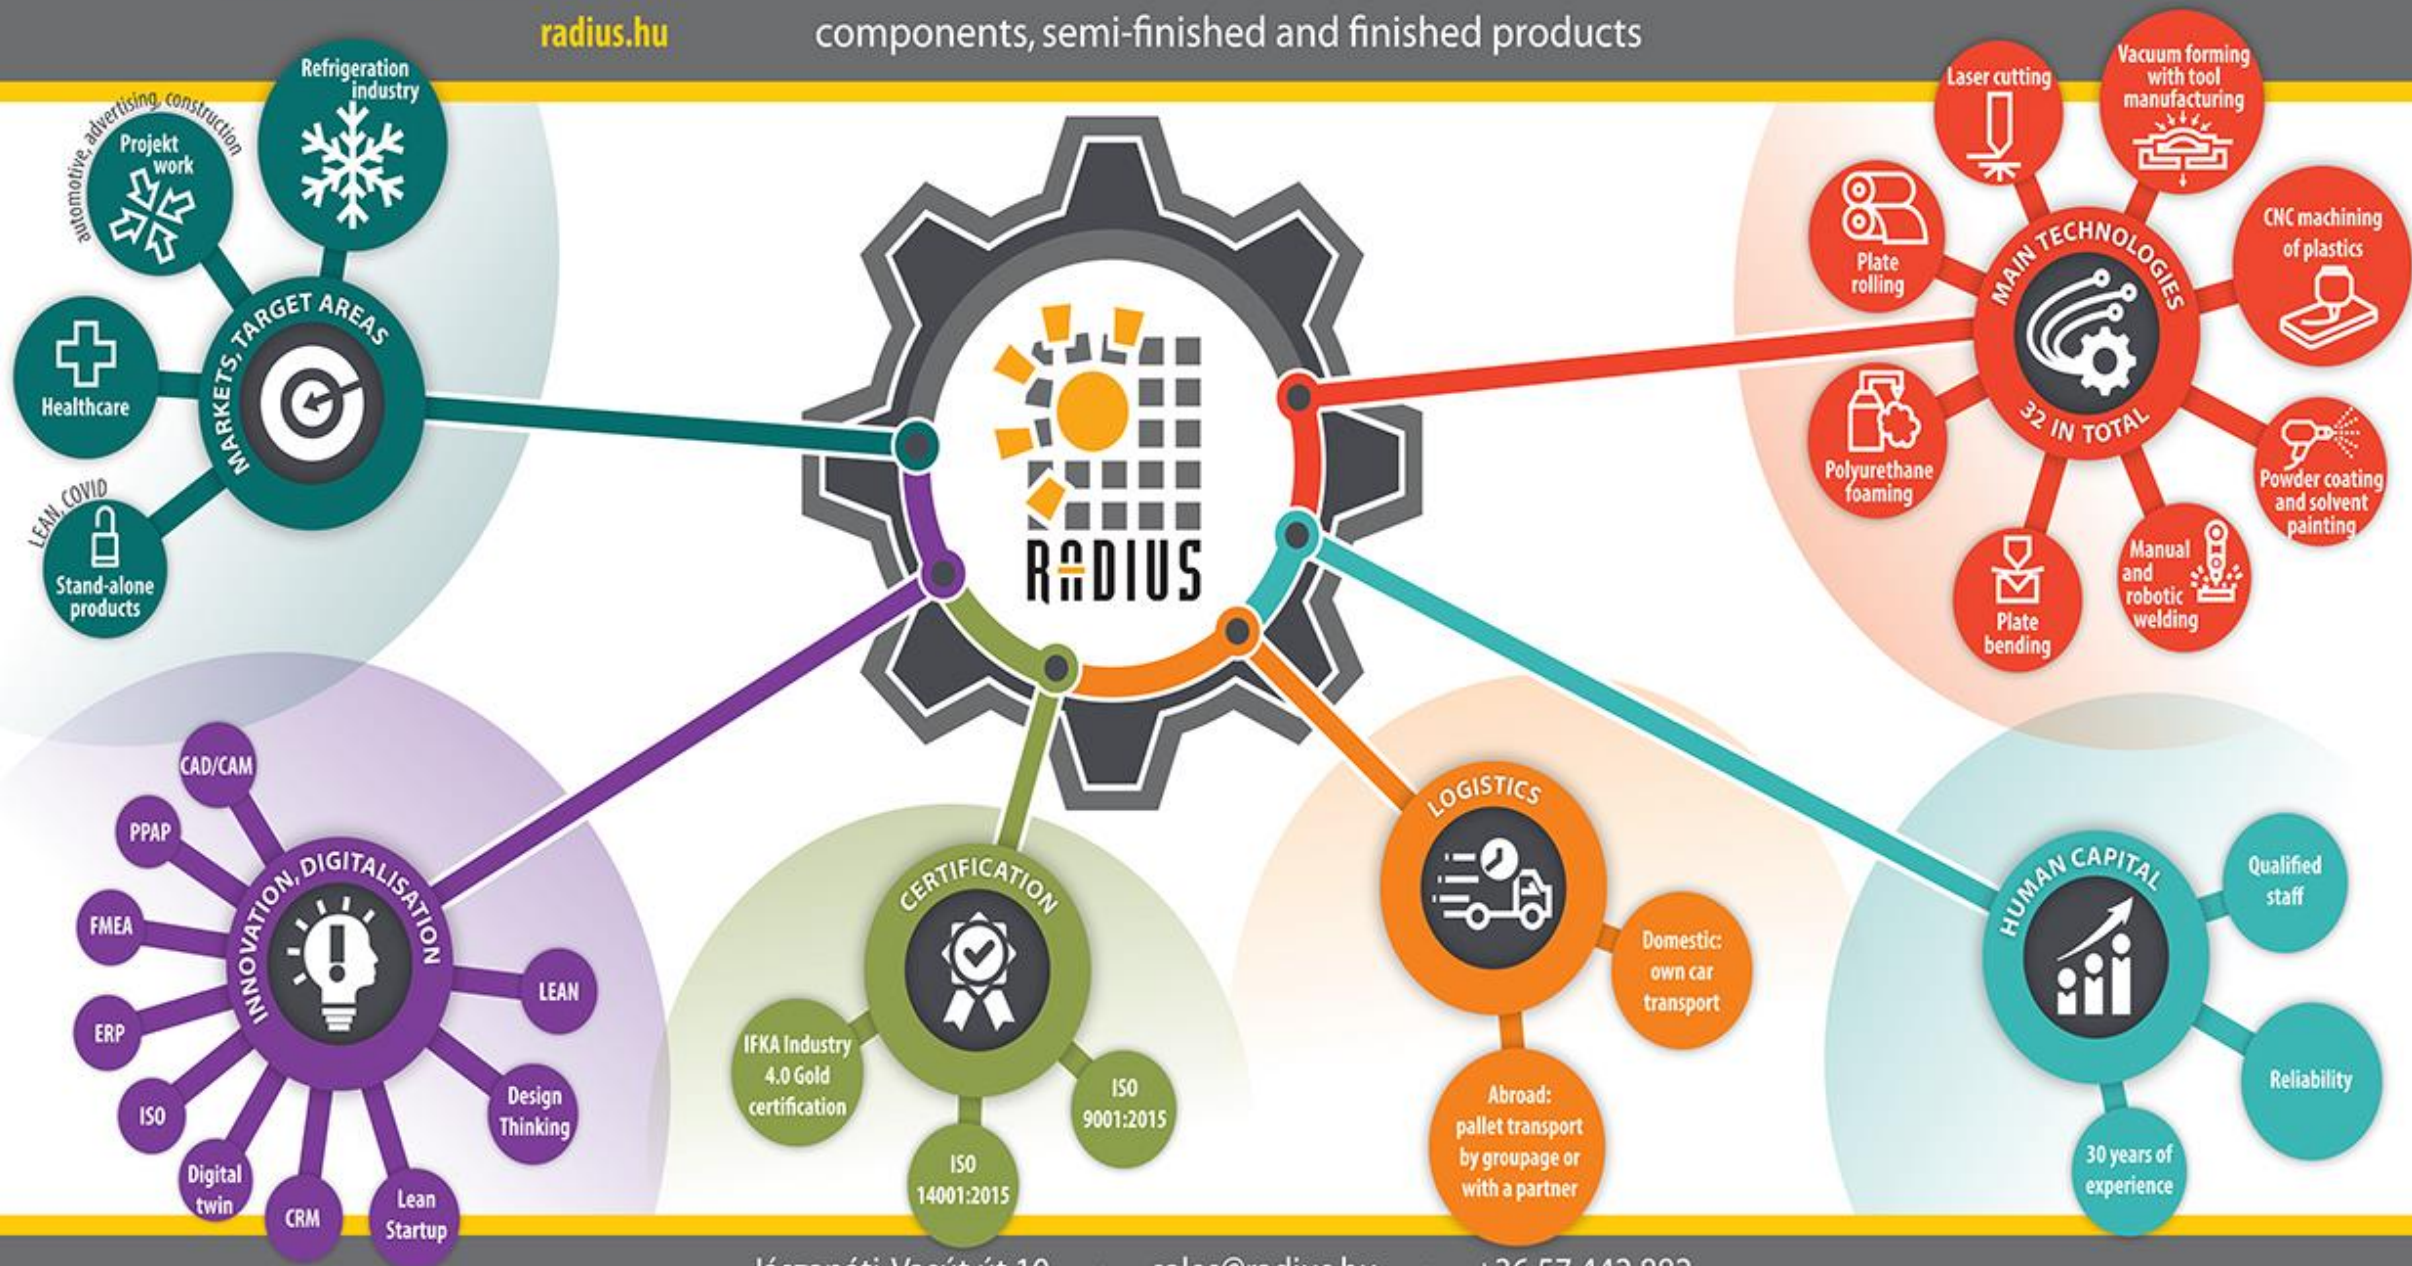 radius.hu
components, semi-finished and finished products
Refrigeration
industry
automotive, advertising, construction
Projekt
work
Healthcare
LEAN, COVID
Stand-alone
products
MARKETS, TARGET AREAS
RADIUS
Laser cutting
Vacuum forming
with tool
manufacturing
CNC machining
of plastics
Plate
rolling
MAIN TECHNOLOGIES
32 IN TOTAL
Polyurethane
foaming
Powder coating
and solvent
painting
Plate
bending
Manual
and
robotic
welding
CAD/CAM
PPAP
FMEA
ERP
ISO
Digital
twin
CRM
Lean
Startup
Design
Thinking
LEAN
INNOVATION, DIGITALISATION
CERTIFICATION
IFKA Industry
4.0 Gold
certification
ISO
14001:2015
ISO
9001:2015
LOGISTICS
Domestic:
own car
transport
Abroad:
pallet transport
by groupage or
with a partner
HUMAN CAPITAL
Qualified
staff
Reliability
30 years of
experience
sales@radius.hu